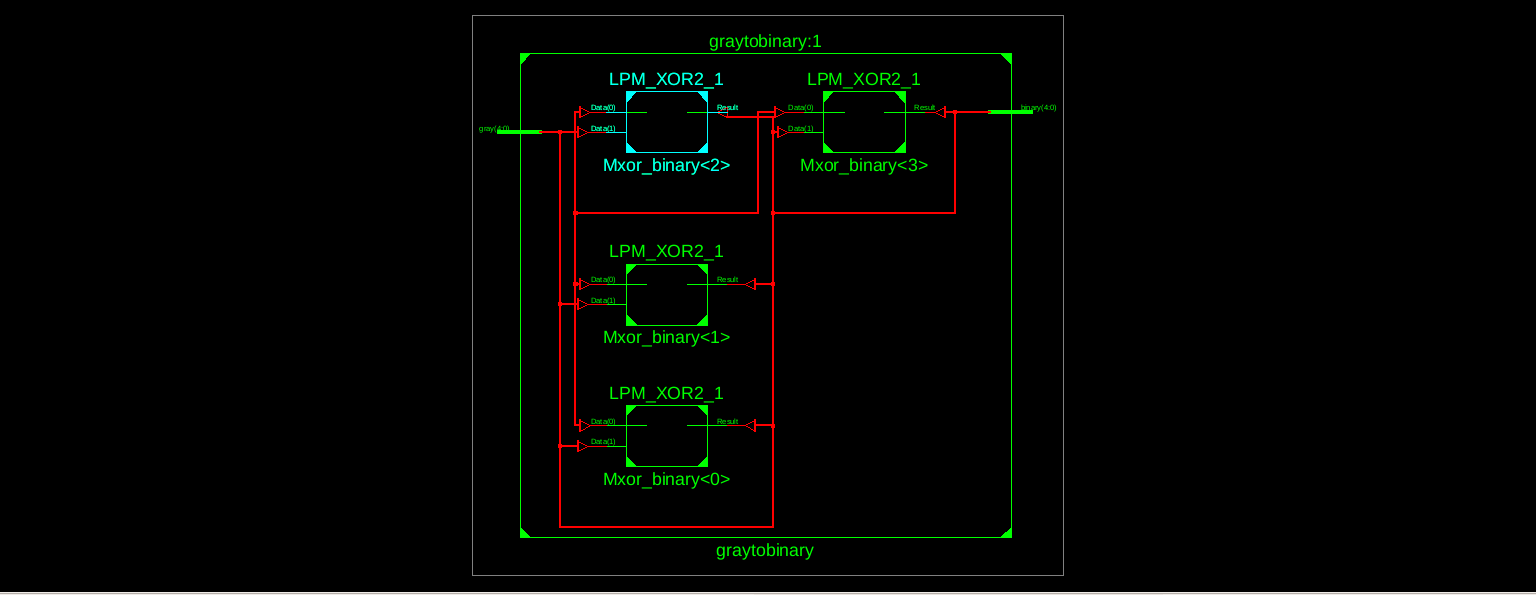 graytobinary:1
LPM_XOR2_1
LPM_XOR2_1
Data(0)
Result
Data(0)
Result
binary(4:0)
gray(4:0)
Data(1)
Data(1)
Mxor_binary<2>
Mxor_binary<3>
LPM_XOR2_1
Data(0)
Result
Data(1)
Mxor_binary<1>
LPM_XOR2_1
Data(0)
Result
Data(1)
Mxor_binary<0>
graytobinary